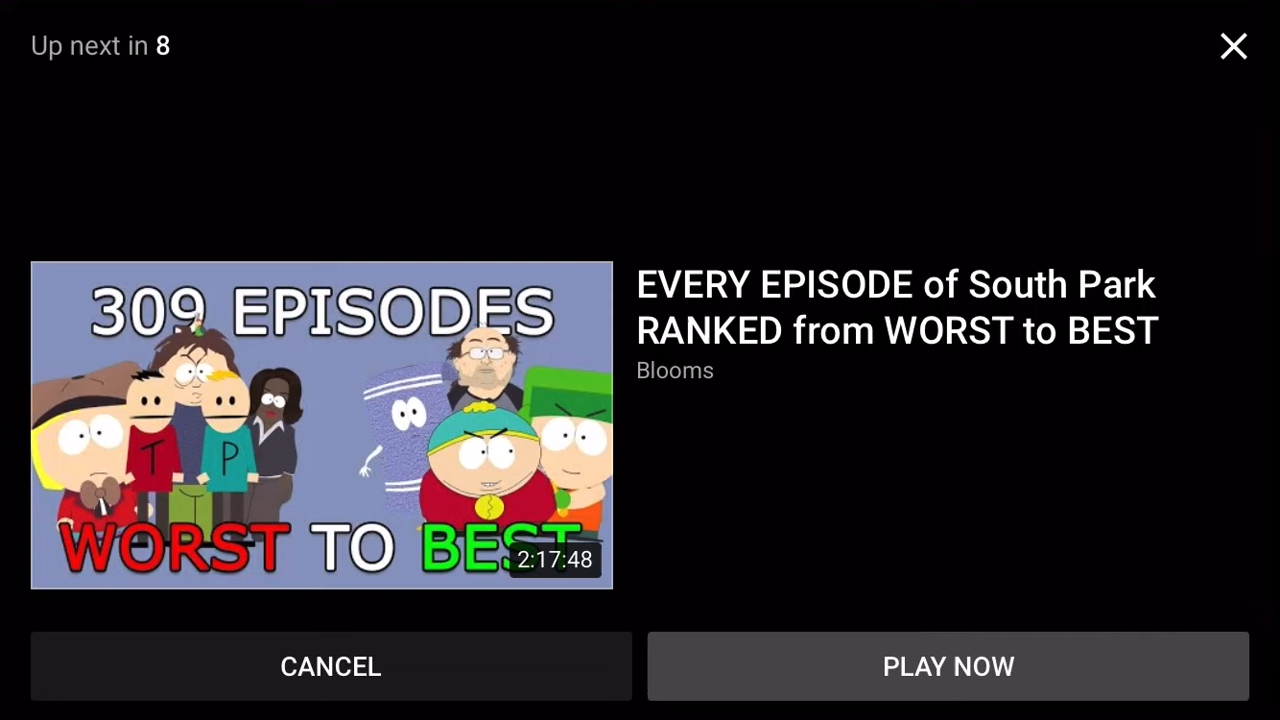 Up next in 8
309 EPISODES
T P
WORST TO BEST
2:17:48
EVERY EPISODE of South Park
RANKED from WORST to BEST
Blooms
CANCEL
PLAY NOW